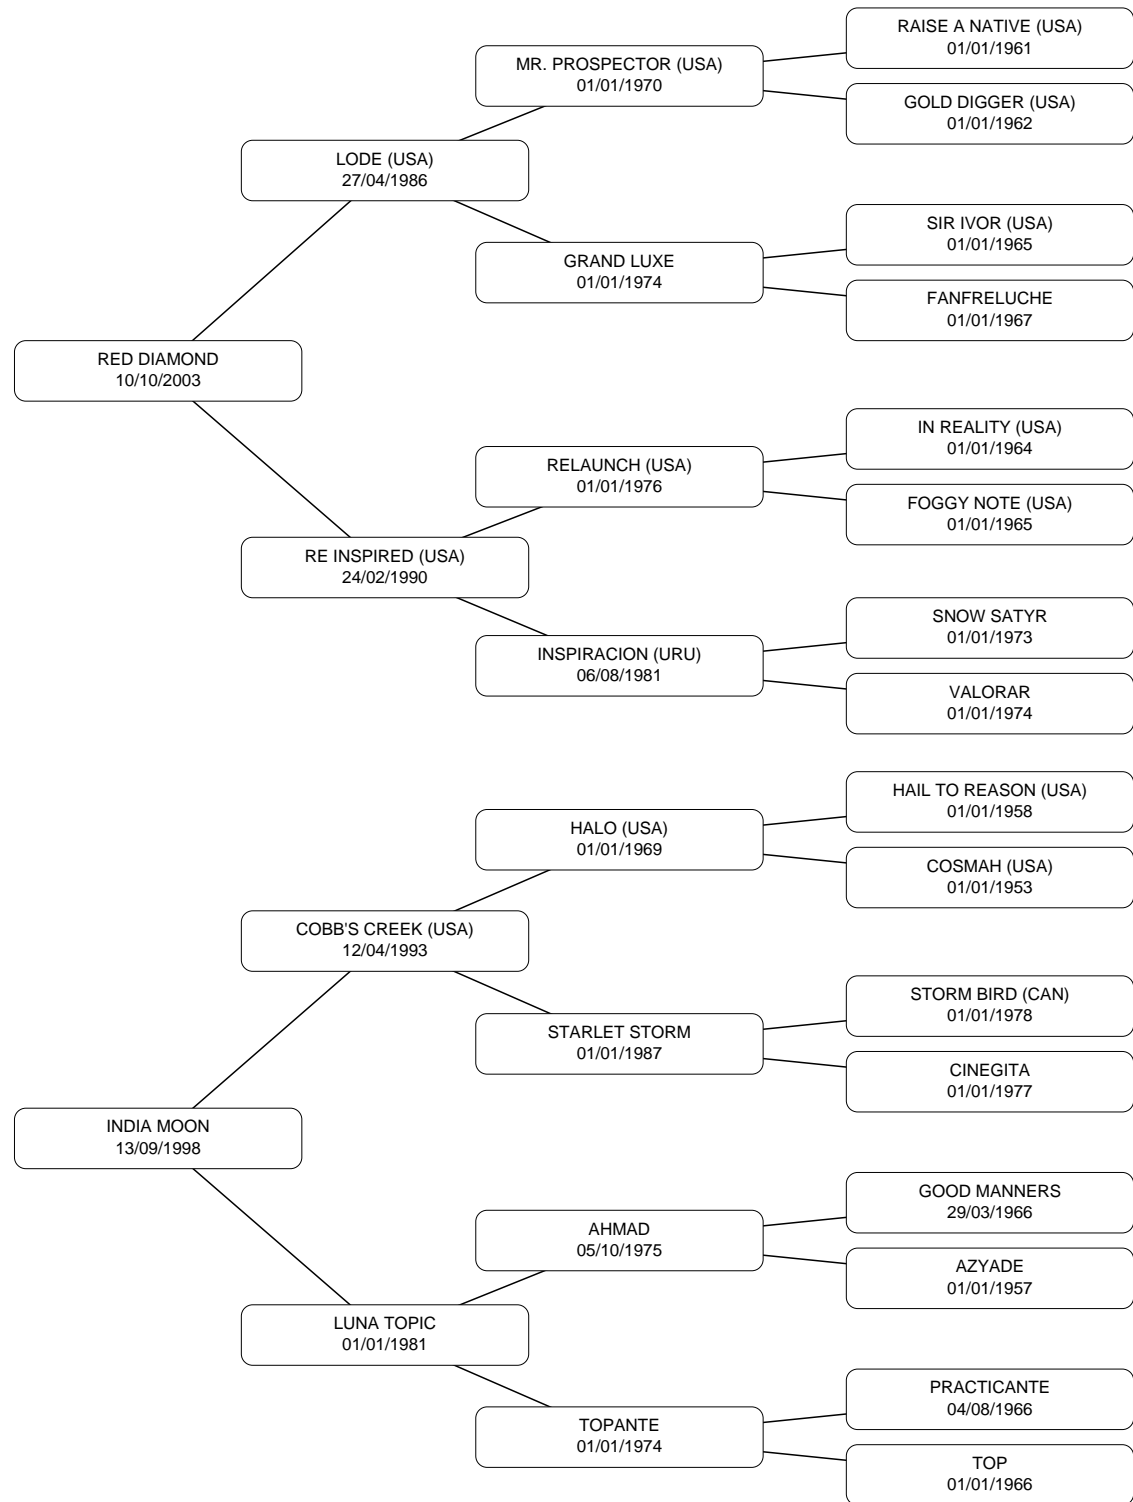 RAISE A NATIVE (USA)
01/01/1961
MR. PROSPECTOR (USA)
01/01/1970
GOLD DIGGER (USA)
01/01/1962
LODE (USA)
27/04/1986
SIR IVOR (USA)
01/01/1965
GRAND LUXE
01/01/1974
FANFRELUCHE
01/01/1967
RED DIAMOND
10/10/2003
IN REALITY (USA)
01/01/1964
RELAUNCH (USA)
01/01/1976
FOGGY NOTE (USA)
01/01/1965
RE INSPIRED (USA)
24/02/1990
SNOW SATYR
01/01/1973
INSPIRACION (URU)
06/08/1981
VALORAR
01/01/1974
HAIL TO REASON (USA)
01/01/1958
HALO (USA)
01/01/1969
COSMAH (USA)
01/01/1953
COBB'S CREEK (USA)
12/04/1993
STORM BIRD (CAN)
01/01/1978
STARLET STORM
01/01/1987
CINEGITA
01/01/1977
INDIA MOON
13/09/1998
GOOD MANNERS
29/03/1966
AHMAD
05/10/1975
AZYADE
01/01/1957
LUNA TOPIC
01/01/1981
PRACTICANTE
04/08/1966
TOPANTE
01/01/1974
TOP
01/01/1966